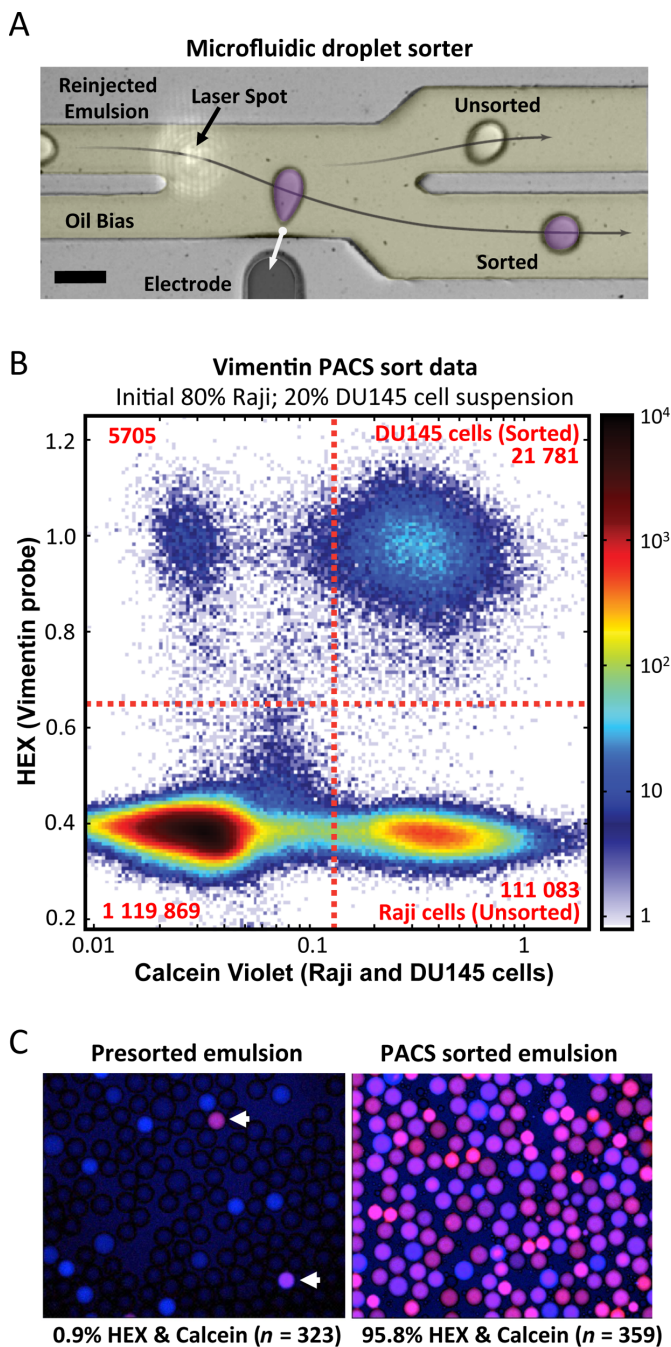 A
Microfluidic droplet sorter
Reinjected
Emulsion
Laser Spot
Unsorted
Oil Bias
Electrode
Sorted
B
Vimentin PACS sort data
Initial 80% Raji; 20% DU145 cell suspension
5705
DU145 cells (Sorted)
21 781
1 119 869
111 083
Raji cells (Unsorted)
HEX (Vimentin probe)
1.2
1.0
0.8
0.6
0.4
0.2
0.01
0.1
1
Calcein Violet (Raji and DU145 cells)
10⁴
10³
10²
10
1
C
Presorted emulsion
PACS sorted emulsion
0.9% HEX & Calcein (n = 323)
95.8% HEX & Calcein (n = 359)